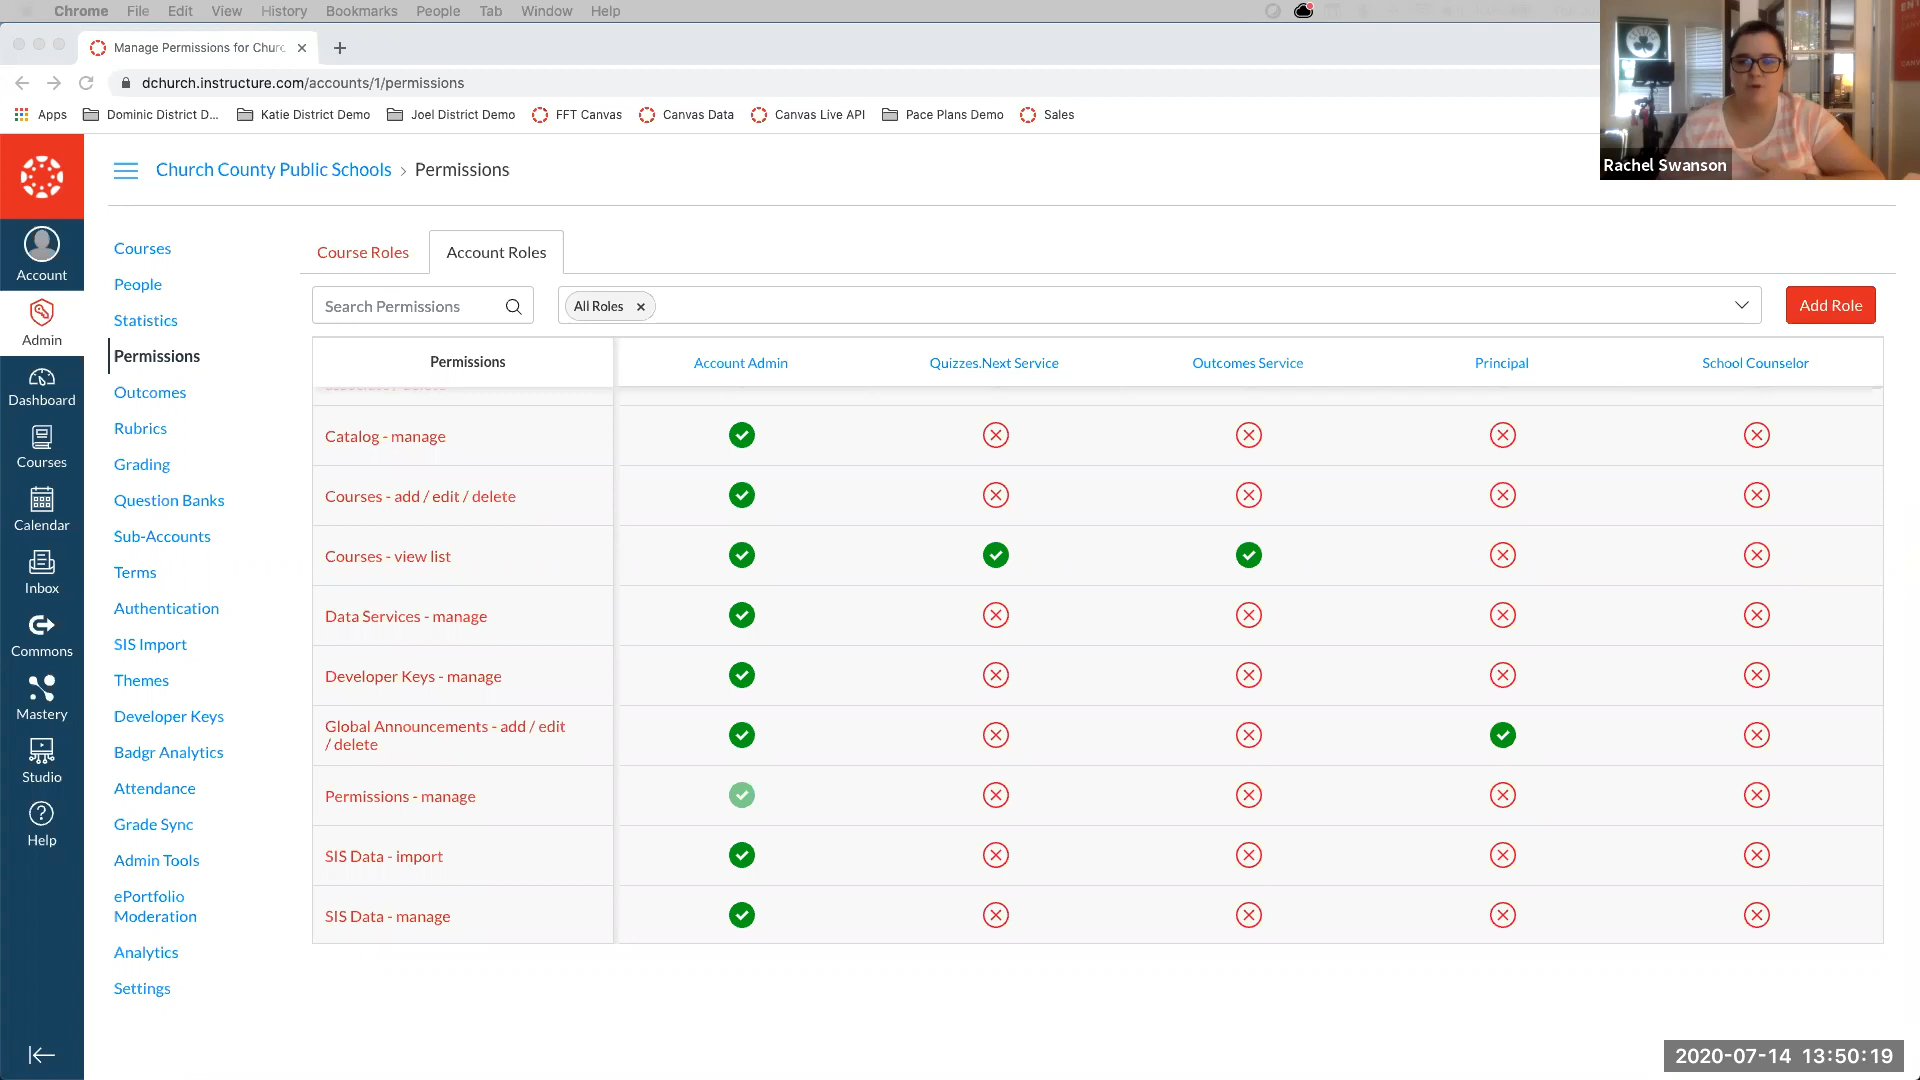 Chrome File Edit View History Bookmarks People Tab Window Help
Manage Permissions for Churc
dchurch.instructure.com/accounts/1/permissions
Apps Dominic District D... Katie District Demo Joel District Demo FFT Canvas Canvas Data Canvas Live API Pace Plans Demo Sales
Rachel Swanson
Church County Public Schools › Permissions
Account
Admin
Dashboard
Courses
Calendar
Inbox
Commons
Mastery
Studio
Help
Courses
People
Statistics
Permissions
Outcomes
Rubrics
Grading
Question Banks
Sub-Accounts
Terms
Authentication
SIS Import
Themes
Developer Keys
Badgr Analytics
Attendance
Grade Sync
Admin Tools
ePortfolio
Moderation
Analytics
Settings
Course Roles Account Roles
Search Permissions All Roles Add Role
Permissions Account Admin Quizzes.Next Service Outcomes Service Principal School Counselor
Catalog - manage
Courses - add / edit / delete
Courses - view list
Data Services - manage
Developer Keys - manage
Global Announcements - add / edit
/ delete
Permissions - manage
SIS Data - import
SIS Data - manage
2020-07-14 13:50:19